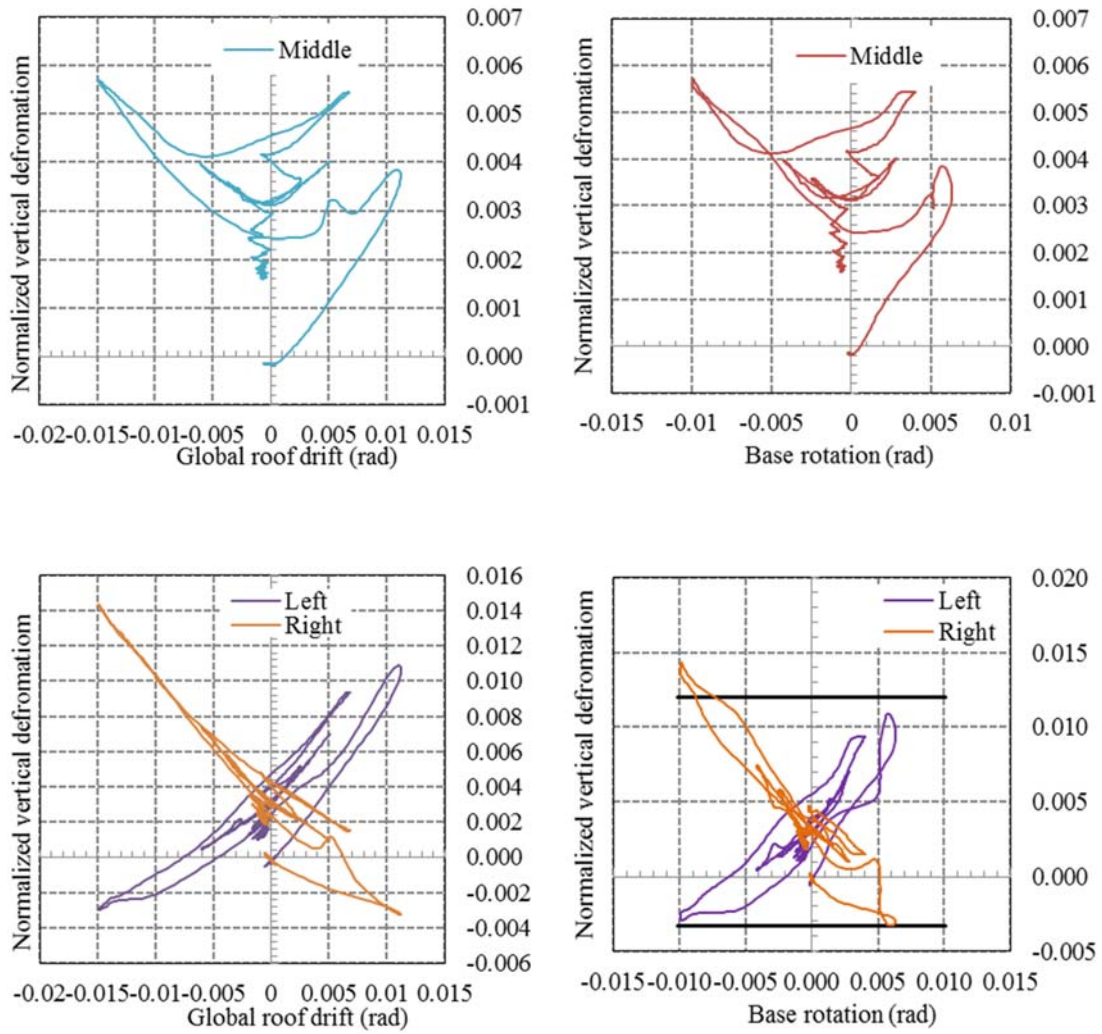 0.007
0.006
0.005
0.004
0.003
0.002
0.001
0.000
-0.001
Middle
Normalized vertical defromation
-0.02 -0.015 -0.01 -0.005 0 0.005 0.01 0.015
Global roof drift (rad)
0.007
0.006
0.005
0.004
0.003
0.002
0.001
0.000
-0.001
Middle
Normalized vertical defromation
-0.015 -0.01 -0.005 0 0.005 0.01
Base rotation (rad)
0.016
0.014
0.012
0.010
0.008
0.006
0.004
0.002
0.000
-0.002
-0.004
-0.006
Left
Right
Normalized vertical defromatiom
-0.02 -0.015 -0.01 -0.005 0 0.005 0.01 0.015
Global roof drift (rad)
0.020
0.015
0.010
0.005
0.000
-0.005
Left
Right
Normalized vertical defromatiom
-0.015 -0.010 -0.005 0.000 0.005 0.010 0.015
Base rotation (rad)